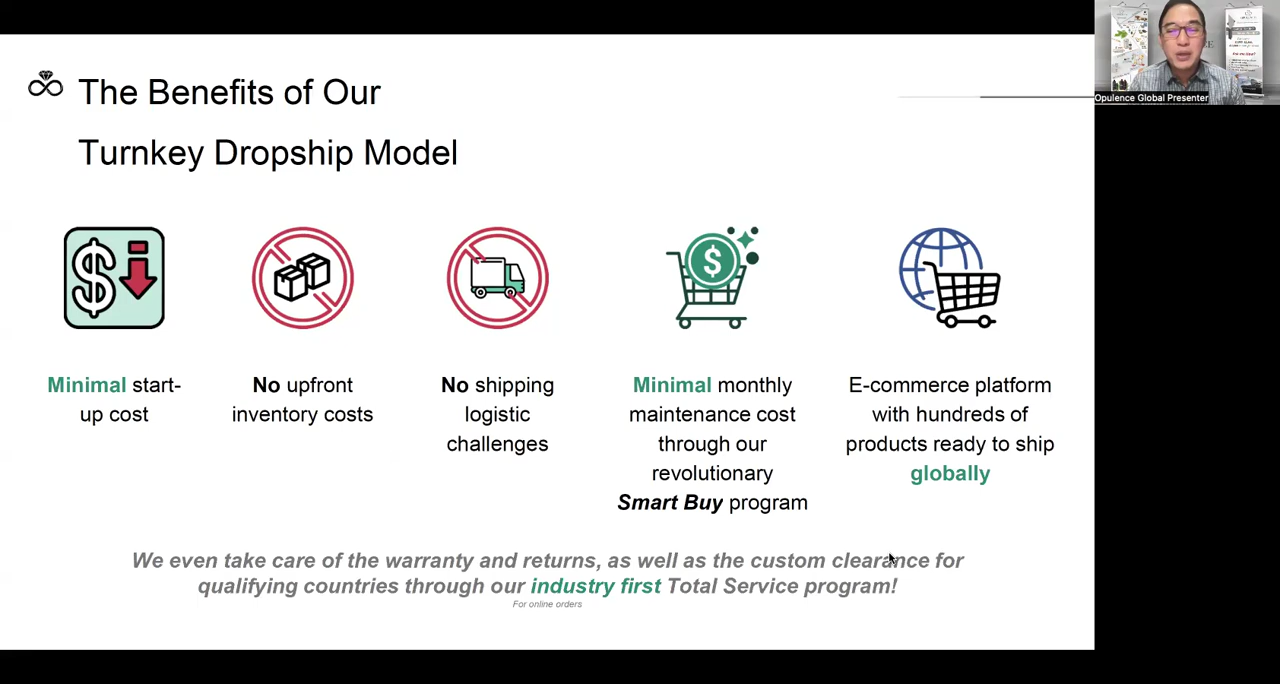 The Benefits of Our
Turnkey Dropship Model
Minimal start-
up cost
No upfront
inventory costs
No shipping
logistic
challenges
Minimal monthly
maintenance cost
through our
revolutionary
Smart Buy program
E-commerce platform
with hundreds of
products ready to ship
globally
We even take care of the warranty and returns, as well as the custom clearance for
qualifying countries through our industry first Total Service program!
For online orders
Opulence Global Presenter